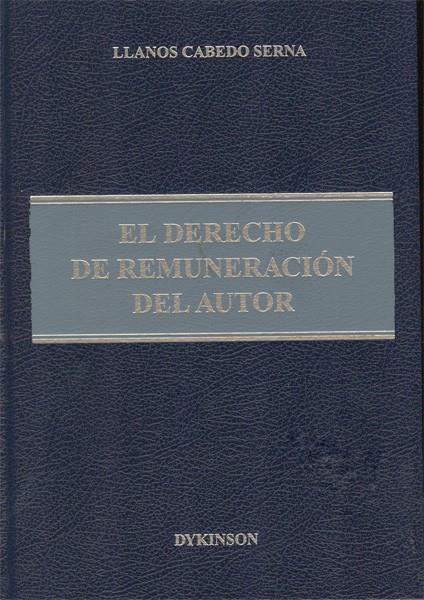 LLANOS CABEDO SERNA
EL DERECHO
DE REMUNERACIÓN
DEL AUTOR
DYKINSON